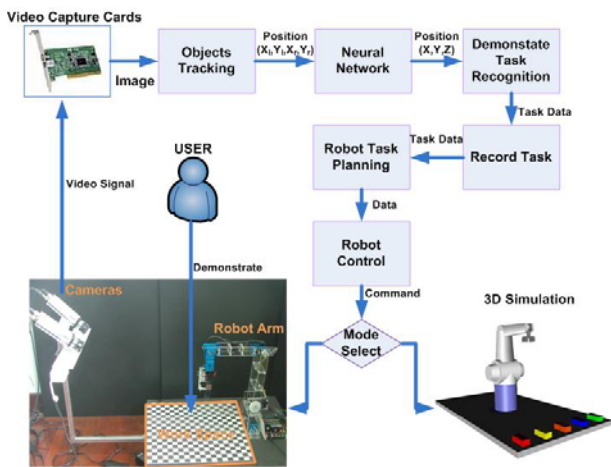 Video Capture Cards
Image
Objects
Tracking
Position
(Xₗ,Yₗ,Xᵣ,Yᵣ)
Neural
Network
Position
(X,Y,Z)
Demonstate
Task
Recognition
Task Data
Record Task
Task Data
Robot Task
Planning
Data
Robot
Control
Command
Mode
Select
USER
Video Signal
Demonstrate
Cameras
Robot Arm
Work Space
3D Simulation